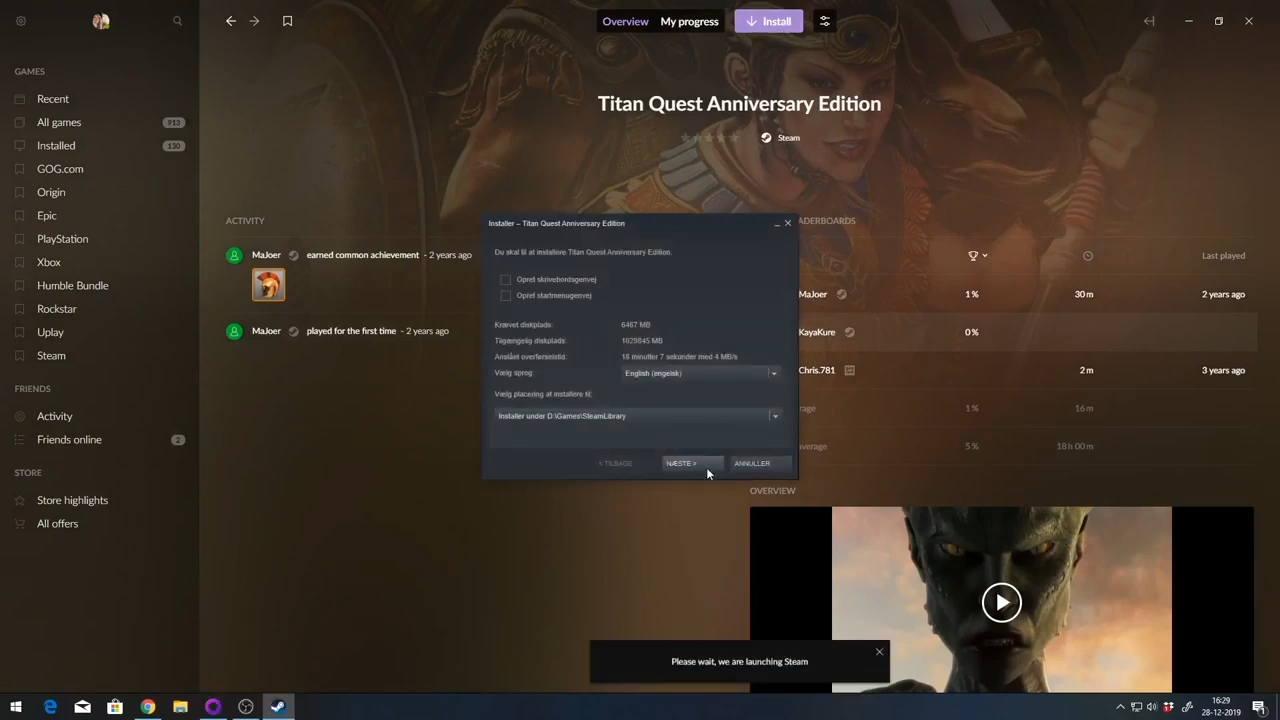 Overview
My progress
Install
GAMES
Recent
All games
913
Installed
130
GOG.com
Origin
Epic
PlayStation
Xbox
Humble Bundle
Rockstar
Uplay
Steam
FRIENDS
Activity
Friends online
2
STORE
Store highlights
All offers
Titan Quest Anniversary Edition
Steam
ACTIVITY
MaJoer earned common achievement - 2 years ago
MaJoer played for the first time - 2 years ago
Installer – Titan Quest Anniversary Edition
Du skal til at installere Titan Quest Anniversary Edition.
Opret skrivebordsgenvej
Opret startmenugenvej
Krævet diskplads: 6467 MB
Tilgængelig diskplads: 1029845 MB
Anslået overførselstid: 18 minutter 7 sekunder med 4 MB/s
Vælg sprog: English (engelsk)
Vælg placering at installere til:
Installer under D:\Games\SteamLibrary
< TILBAGE
NÆSTE >
ANNULLER
ADERBOARDS
Last played
MaJoer 1 % 30 m 2 years ago
KayaKure 0 %
Chris.781 2 m 3 years ago
rage 1 % 16 m
average 5 % 18 h 00 m
OVERVIEW
Please wait, we are launching Steam
16:29
28-12-2019
1